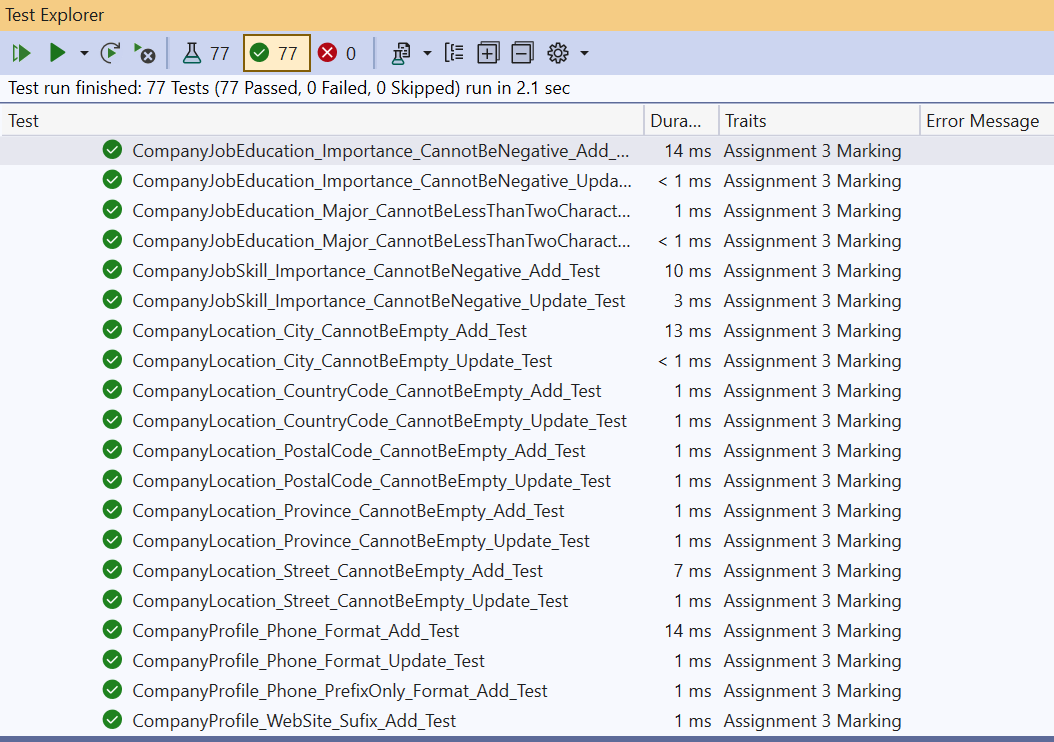 Test Explorer
77 77 0
Test run finished: 77 Tests (77 Passed, 0 Failed, 0 Skipped) run in 2.1 sec
Test Dura... Traits Error Message
CompanyJobEducation_Importance_CannotBeNegative_Add_... 14 ms Assignment 3 Marking
CompanyJobEducation_Importance_CannotBeNegative_Upda... < 1 ms Assignment 3 Marking
CompanyJobEducation_Major_CannotBeLessThanTwoCharact... 1 ms Assignment 3 Marking
CompanyJobEducation_Major_CannotBeLessThanTwoCharact... < 1 ms Assignment 3 Marking
CompanyJobSkill_Importance_CannotBeNegative_Add_Test 10 ms Assignment 3 Marking
CompanyJobSkill_Importance_CannotBeNegative_Update_Test 3 ms Assignment 3 Marking
CompanyLocation_City_CannotBeEmpty_Add_Test 13 ms Assignment 3 Marking
CompanyLocation_City_CannotBeEmpty_Update_Test < 1 ms Assignment 3 Marking
CompanyLocation_CountryCode_CannotBeEmpty_Add_Test 1 ms Assignment 3 Marking
CompanyLocation_CountryCode_CannotBeEmpty_Update_Test 1 ms Assignment 3 Marking
CompanyLocation_PostalCode_CannotBeEmpty_Add_Test 1 ms Assignment 3 Marking
CompanyLocation_PostalCode_CannotBeEmpty_Update_Test 1 ms Assignment 3 Marking
CompanyLocation_Province_CannotBeEmpty_Add_Test 1 ms Assignment 3 Marking
CompanyLocation_Province_CannotBeEmpty_Update_Test 1 ms Assignment 3 Marking
CompanyLocation_Street_CannotBeEmpty_Add_Test 7 ms Assignment 3 Marking
CompanyLocation_Street_CannotBeEmpty_Update_Test 1 ms Assignment 3 Marking
CompanyProfile_Phone_Format_Add_Test 14 ms Assignment 3 Marking
CompanyProfile_Phone_Format_Update_Test 1 ms Assignment 3 Marking
CompanyProfile_Phone_PrefixOnly_Format_Add_Test 1 ms Assignment 3 Marking
CompanyProfile_WebSite_Sufix_Add_Test 1 ms Assignment 3 Marking